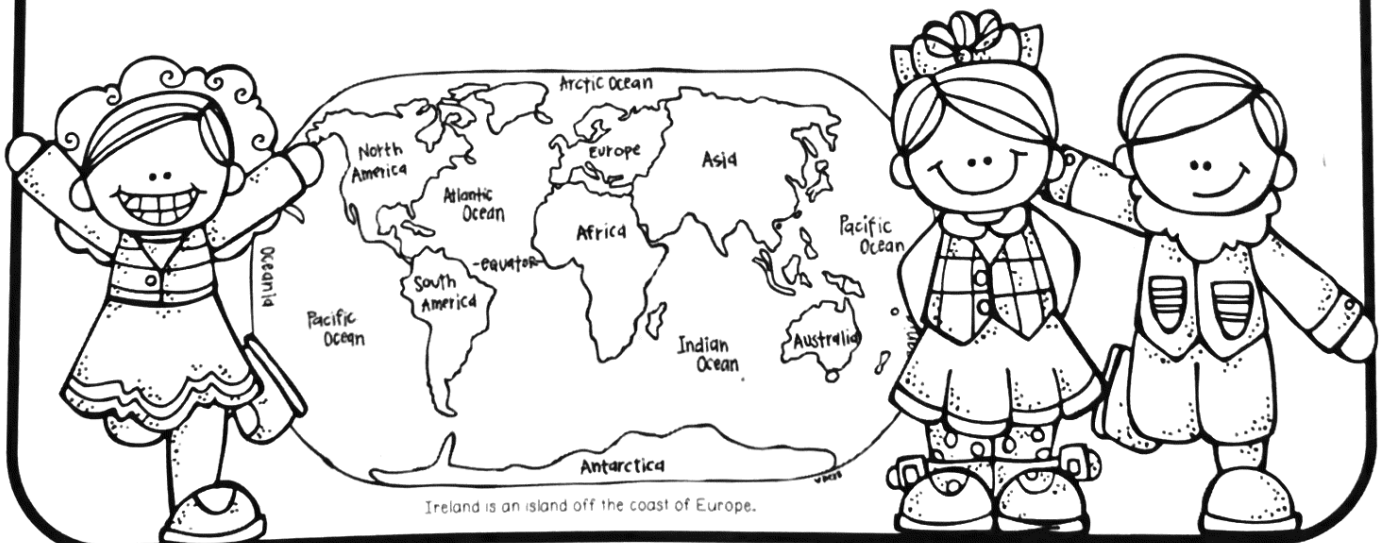 Arctic Ocean
North
America
Europe
Asia
Atlantic
Ocean
Africa
Pacific
Ocean
Oceania
equator
South
America
Pacific
Ocean
Indian
Ocean
Australia
Antarctica
Ireland is an island off the coast of Europe.